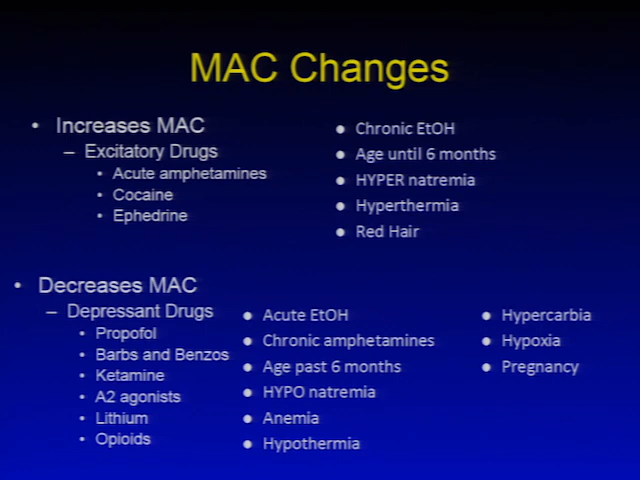 MAC Changes
• Increases MAC
– Excitatory Drugs
• Acute amphetamines
• Cocaine
• Ephedrine
● Chronic EtOH
● Age until 6 months
● HYPER natremia
● Hyperthermia
● Red Hair
• Decreases MAC
– Depressant Drugs
• Propofol
• Barbs and Benzos
• Ketamine
• A2 agonists
• Lithium
• Opioids
● Acute EtOH
● Chronic amphetamines
● Age past 6 months
● HYPO natremia
● Anemia
● Hypothermia
● Hypercarbia
● Hypoxia
● Pregnancy